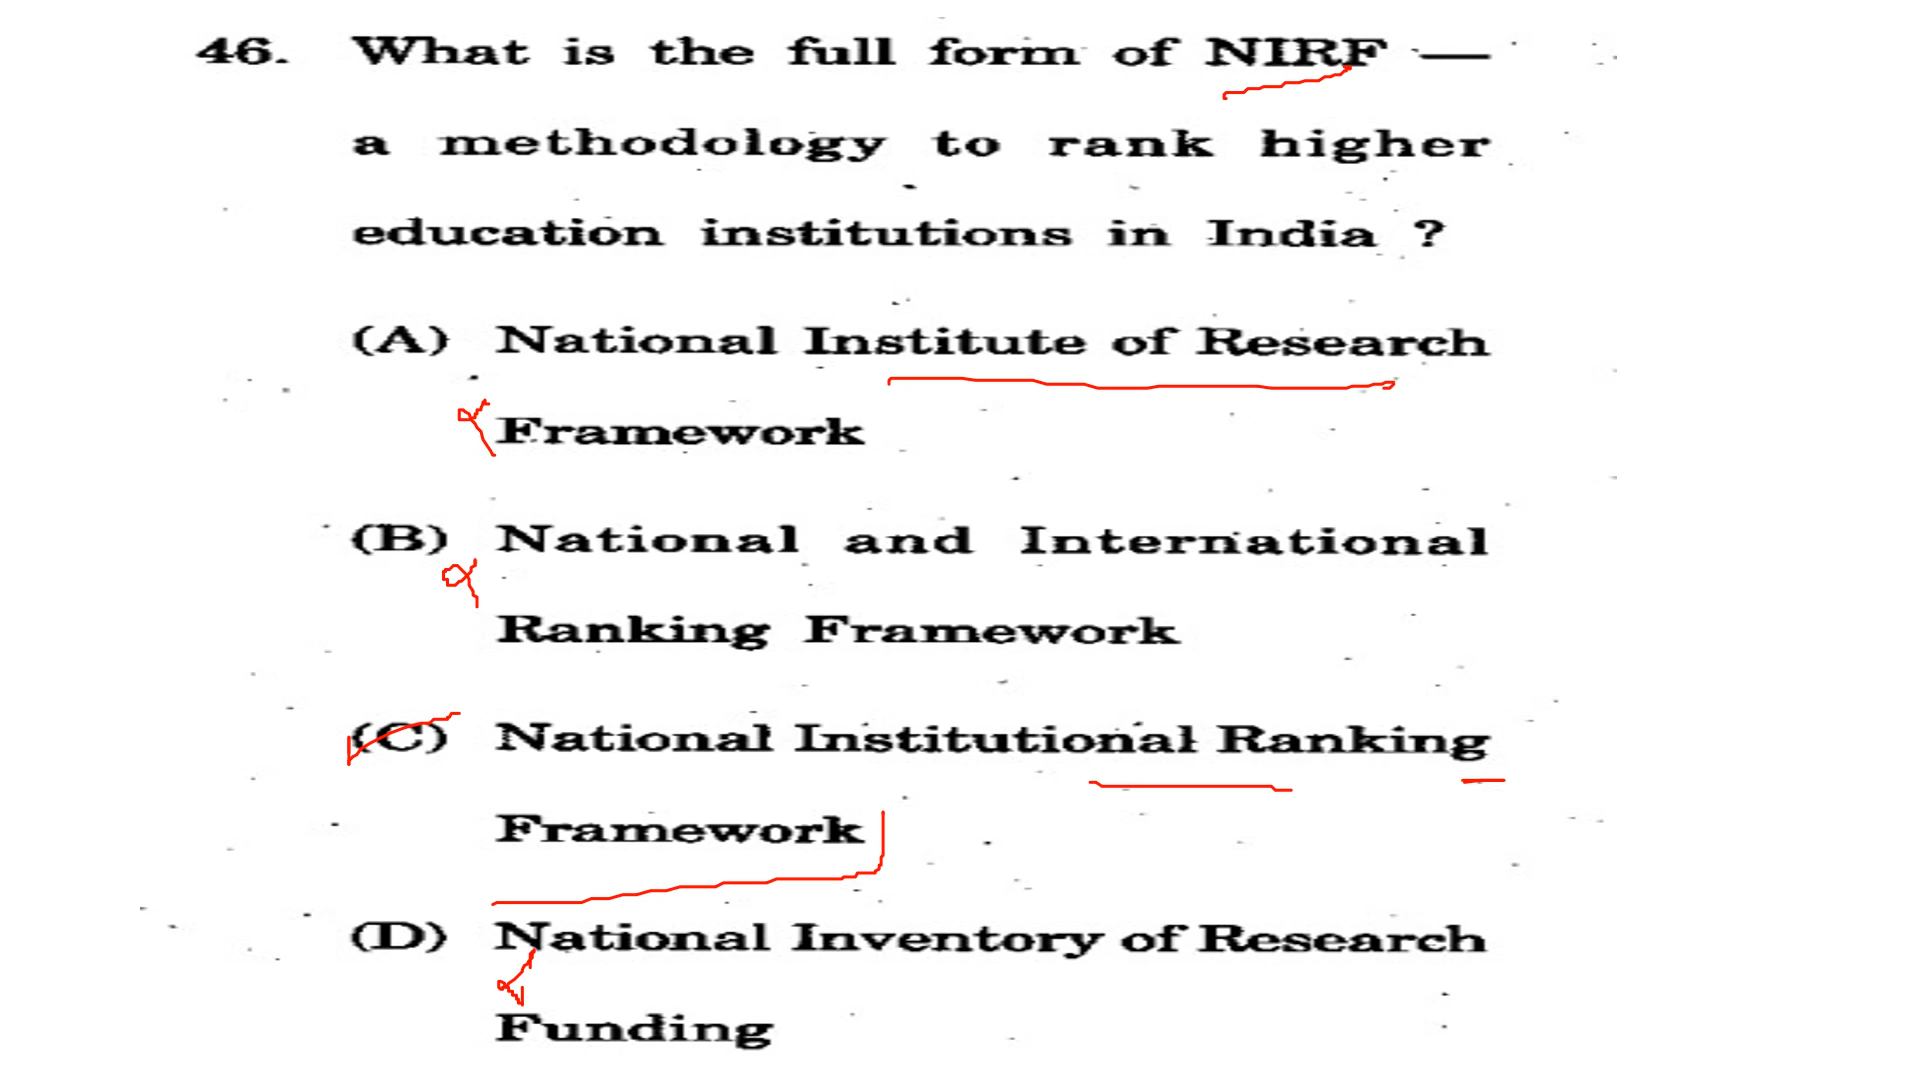 46. What is the full form of NIRF —
a methodology to rank higher
education institutions in India ?
(A) National Institute of Research
Framework
(B) National and International
Ranking Framework
(C) National Institutional Ranking
Framework
(D) National Inventory of Research
Funding